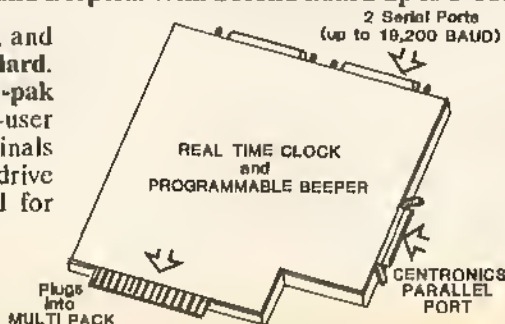 2 Serial Ports
(up to 19,200 BAUD)
and
lard.
-pak
-user
inals
drive
l for
REAL TIME CLOCK
and
PROGRAMMABLE BEEPER
Plugs
into
MULTI PACK
CENTRONICS
PARALLEL
PORT